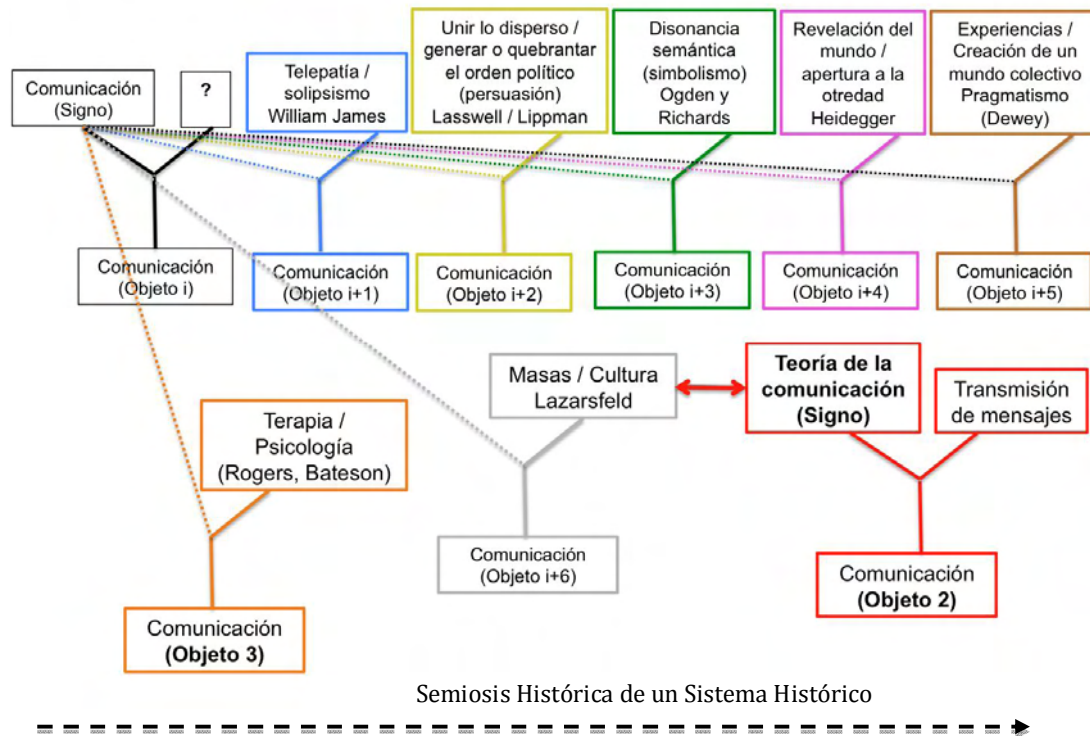 Comunicación
(Signo)
?
Telepatía /
solipsismo
William James
Unir lo disperso /
generar o quebrantar
el orden político
(persuasión)
Lasswell / Lippman
Disonancia
semántica
(simbolismo)
Ogden y
Richards
Revelación del
mundo /
apertura a la
otredad
Heidegger
Experiencias /
Creación de un
mundo colectivo
Pragmatismo
(Dewey)
Comunicación
(Objeto i)
Comunicación
(Objeto i+1)
Comunicación
(Objeto i+2)
Comunicación
(Objeto i+3)
Comunicación
(Objeto i+4)
Comunicación
(Objeto i+5)
Masas / Cultura
Lazarsfeld
Teoría de la
comunicación
(Signo)
Transmisión
de mensajes
Terapia /
Psicología
(Rogers, Bateson)
Comunicación
(Objeto i+6)
Comunicación
(Objeto 2)
Comunicación
(Objeto 3)
Semiosis Histórica de un Sistema Histórico